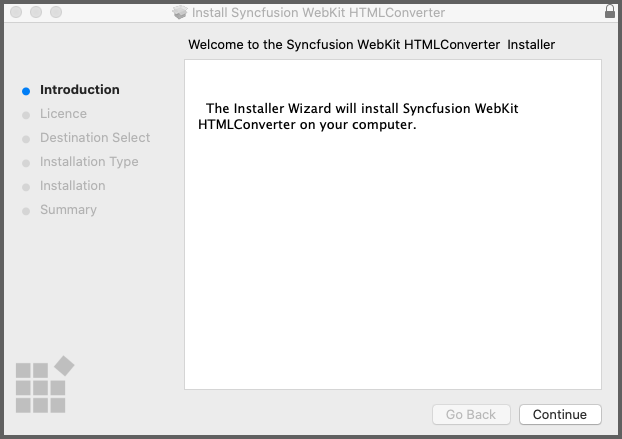 Install Syncfusion WebKit HTMLConverter
Welcome to the Syncfusion WebKit HTMLConverter Installer
Introduction
Licence
Destination Select
Installation Type
Installation
Summary
The Installer Wizard will install Syncfusion WebKit
HTMLConverter on your computer.
Go Back
Continue